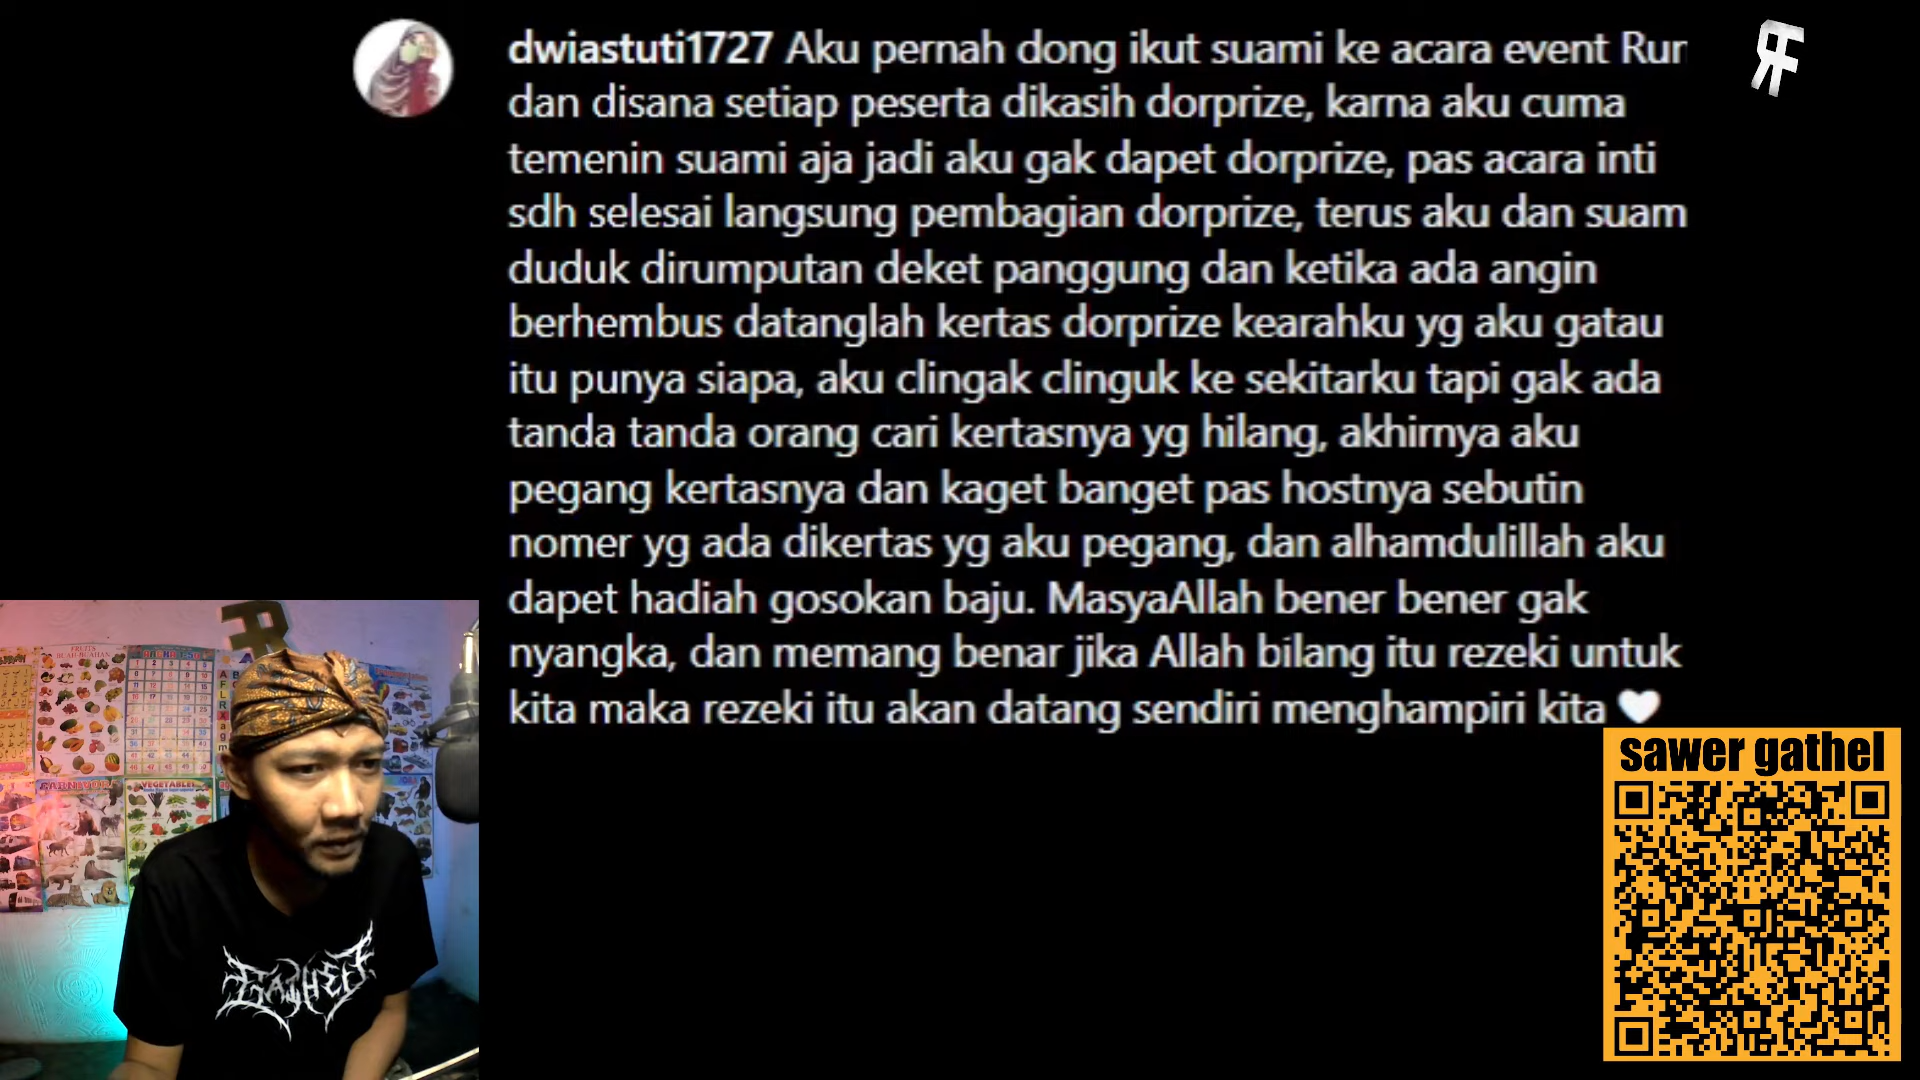 dwiastuti1727 Aku pernah dong ikut suami ke acara event Rur
dan disana setiap peserta dikasih dorprize, karna aku cuma
temenin suami aja jadi aku gak dapet dorprize, pas acara inti
sdh selesai langsung pembagian dorprize, terus aku dan suam
duduk dirumputan deket panggung dan ketika ada angin
berhembus datanglah kertas dorprize kearahku yg aku gatau
itu punya siapa, aku clingak clinguk ke sekitarku tapi gak ada
tanda tanda orang cari kertasnya yg hilang, akhirnya aku
pegang kertasnya dan kaget banget pas hostnya sebutin
nomer yg ada dikertas yg aku pegang, dan alhamdulillah aku
dapet hadiah gosokan baju. MasyaAllah bener bener gak
nyangka, dan memang benar jika Allah bilang itu rezeki untuk
kita maka rezeki itu akan datang sendiri menghampiri kita 🤍
sawer gathel
FRUITS
BUAH-BUAHAN
VEGETABLES
GATHEL